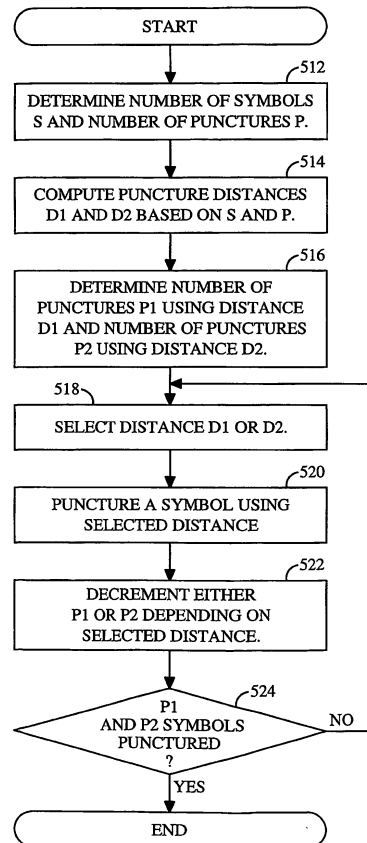 START
512
DETERMINE NUMBER OF SYMBOLS
S AND NUMBER OF PUNCTURES P.
514
COMPUTE PUNCTURE DISTANCES
D1 AND D2 BASED ON S AND P.
516
DETERMINE NUMBER OF
PUNCTURES P1 USING DISTANCE
D1 AND NUMBER OF PUNCTURES
P2 USING DISTANCE D2.
518
SELECT DISTANCE D1 OR D2.
520
PUNCTURE A SYMBOL USING
SELECTED DISTANCE
522
DECREMENT EITHER
P1 OR P2 DEPENDING ON
SELECTED DISTANCE.
524
P1
AND P2 SYMBOLS
PUNCTURED
?
NO
YES
END